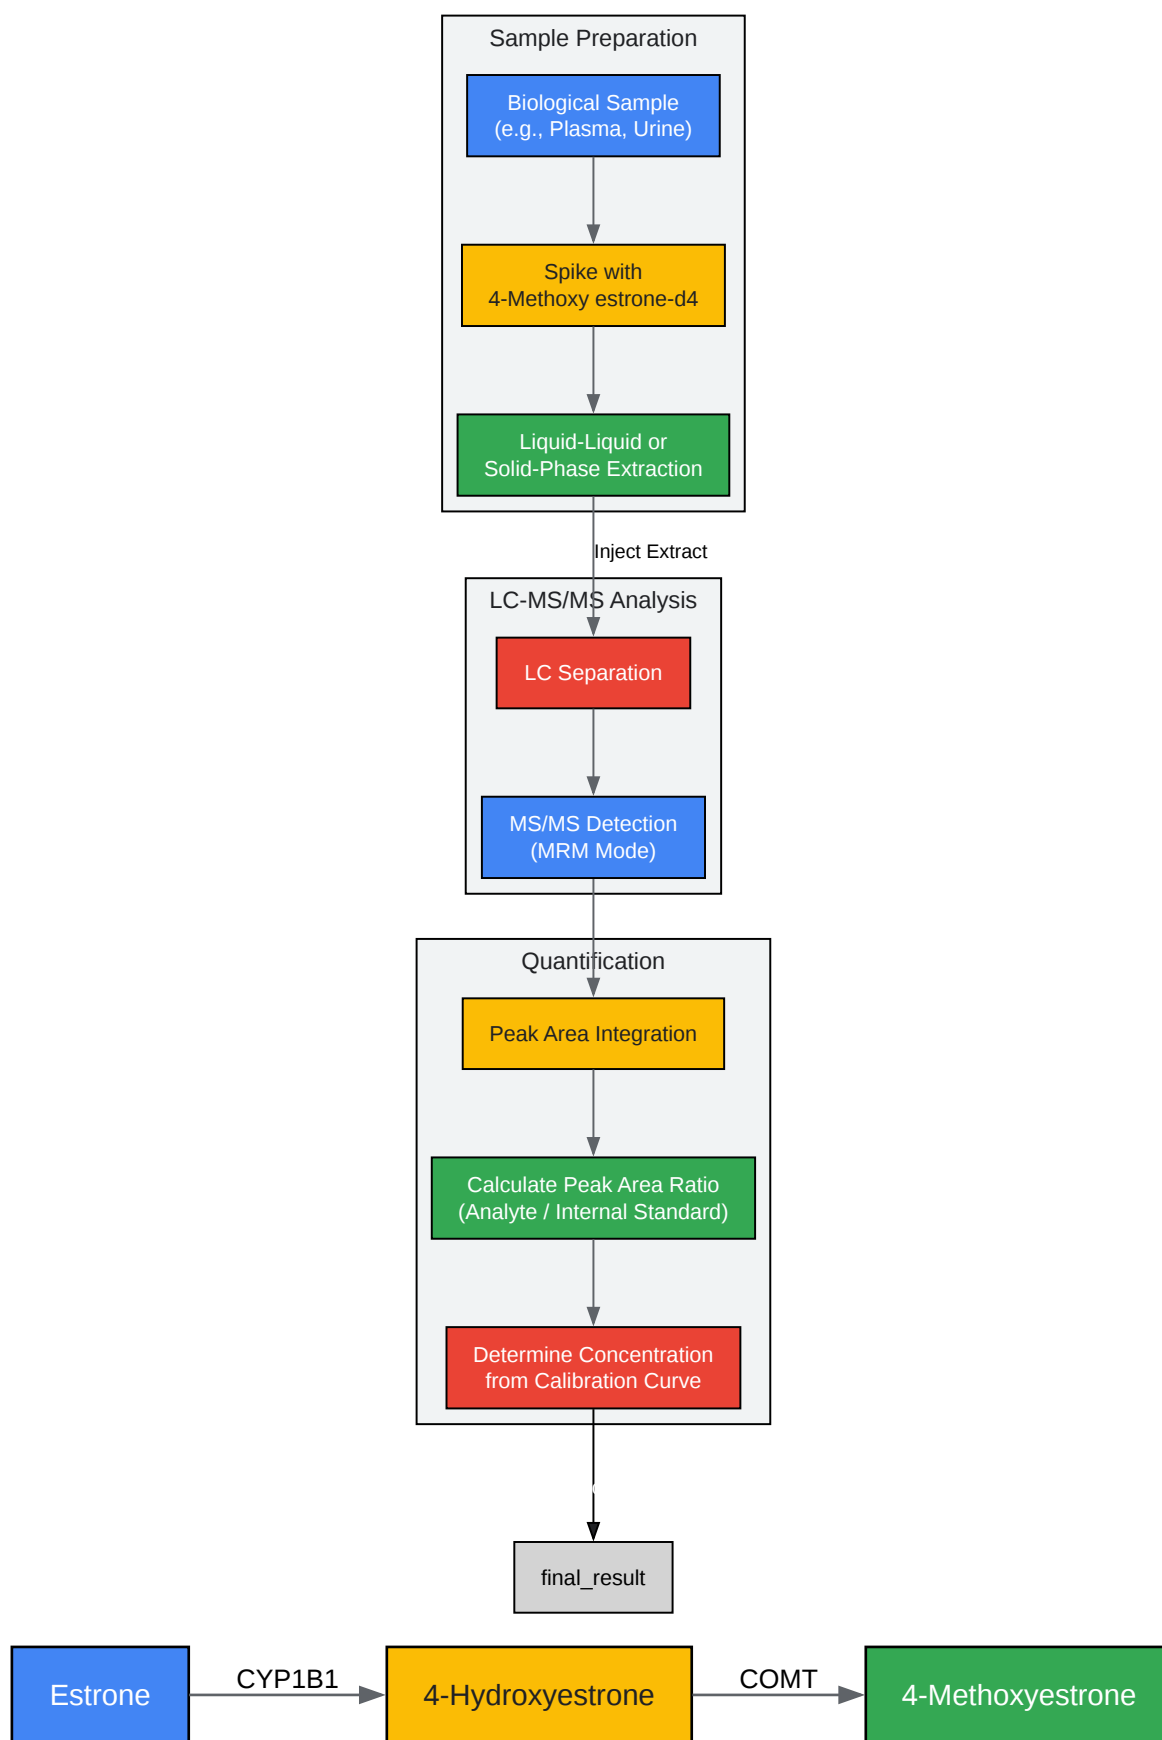 Sample Preparation
Biological Sample
(e.g., Plasma, Urine)
Spike with
4-Methoxy estrone-d4
Liquid-Liquid or
Solid-Phase Extraction
Inject Extract
LC-MS/MS Analysis
LC Separation
MS/MS Detection
(MRM Mode)
Quantification
Peak Area Integration
Calculate Peak Area Ratio
(Analyte / Internal Standard)
Determine Concentration
from Calibration Curve
final_result
Estrone
CYP1B1
4-Hydroxyestrone
COMT
4-Methoxyestrone